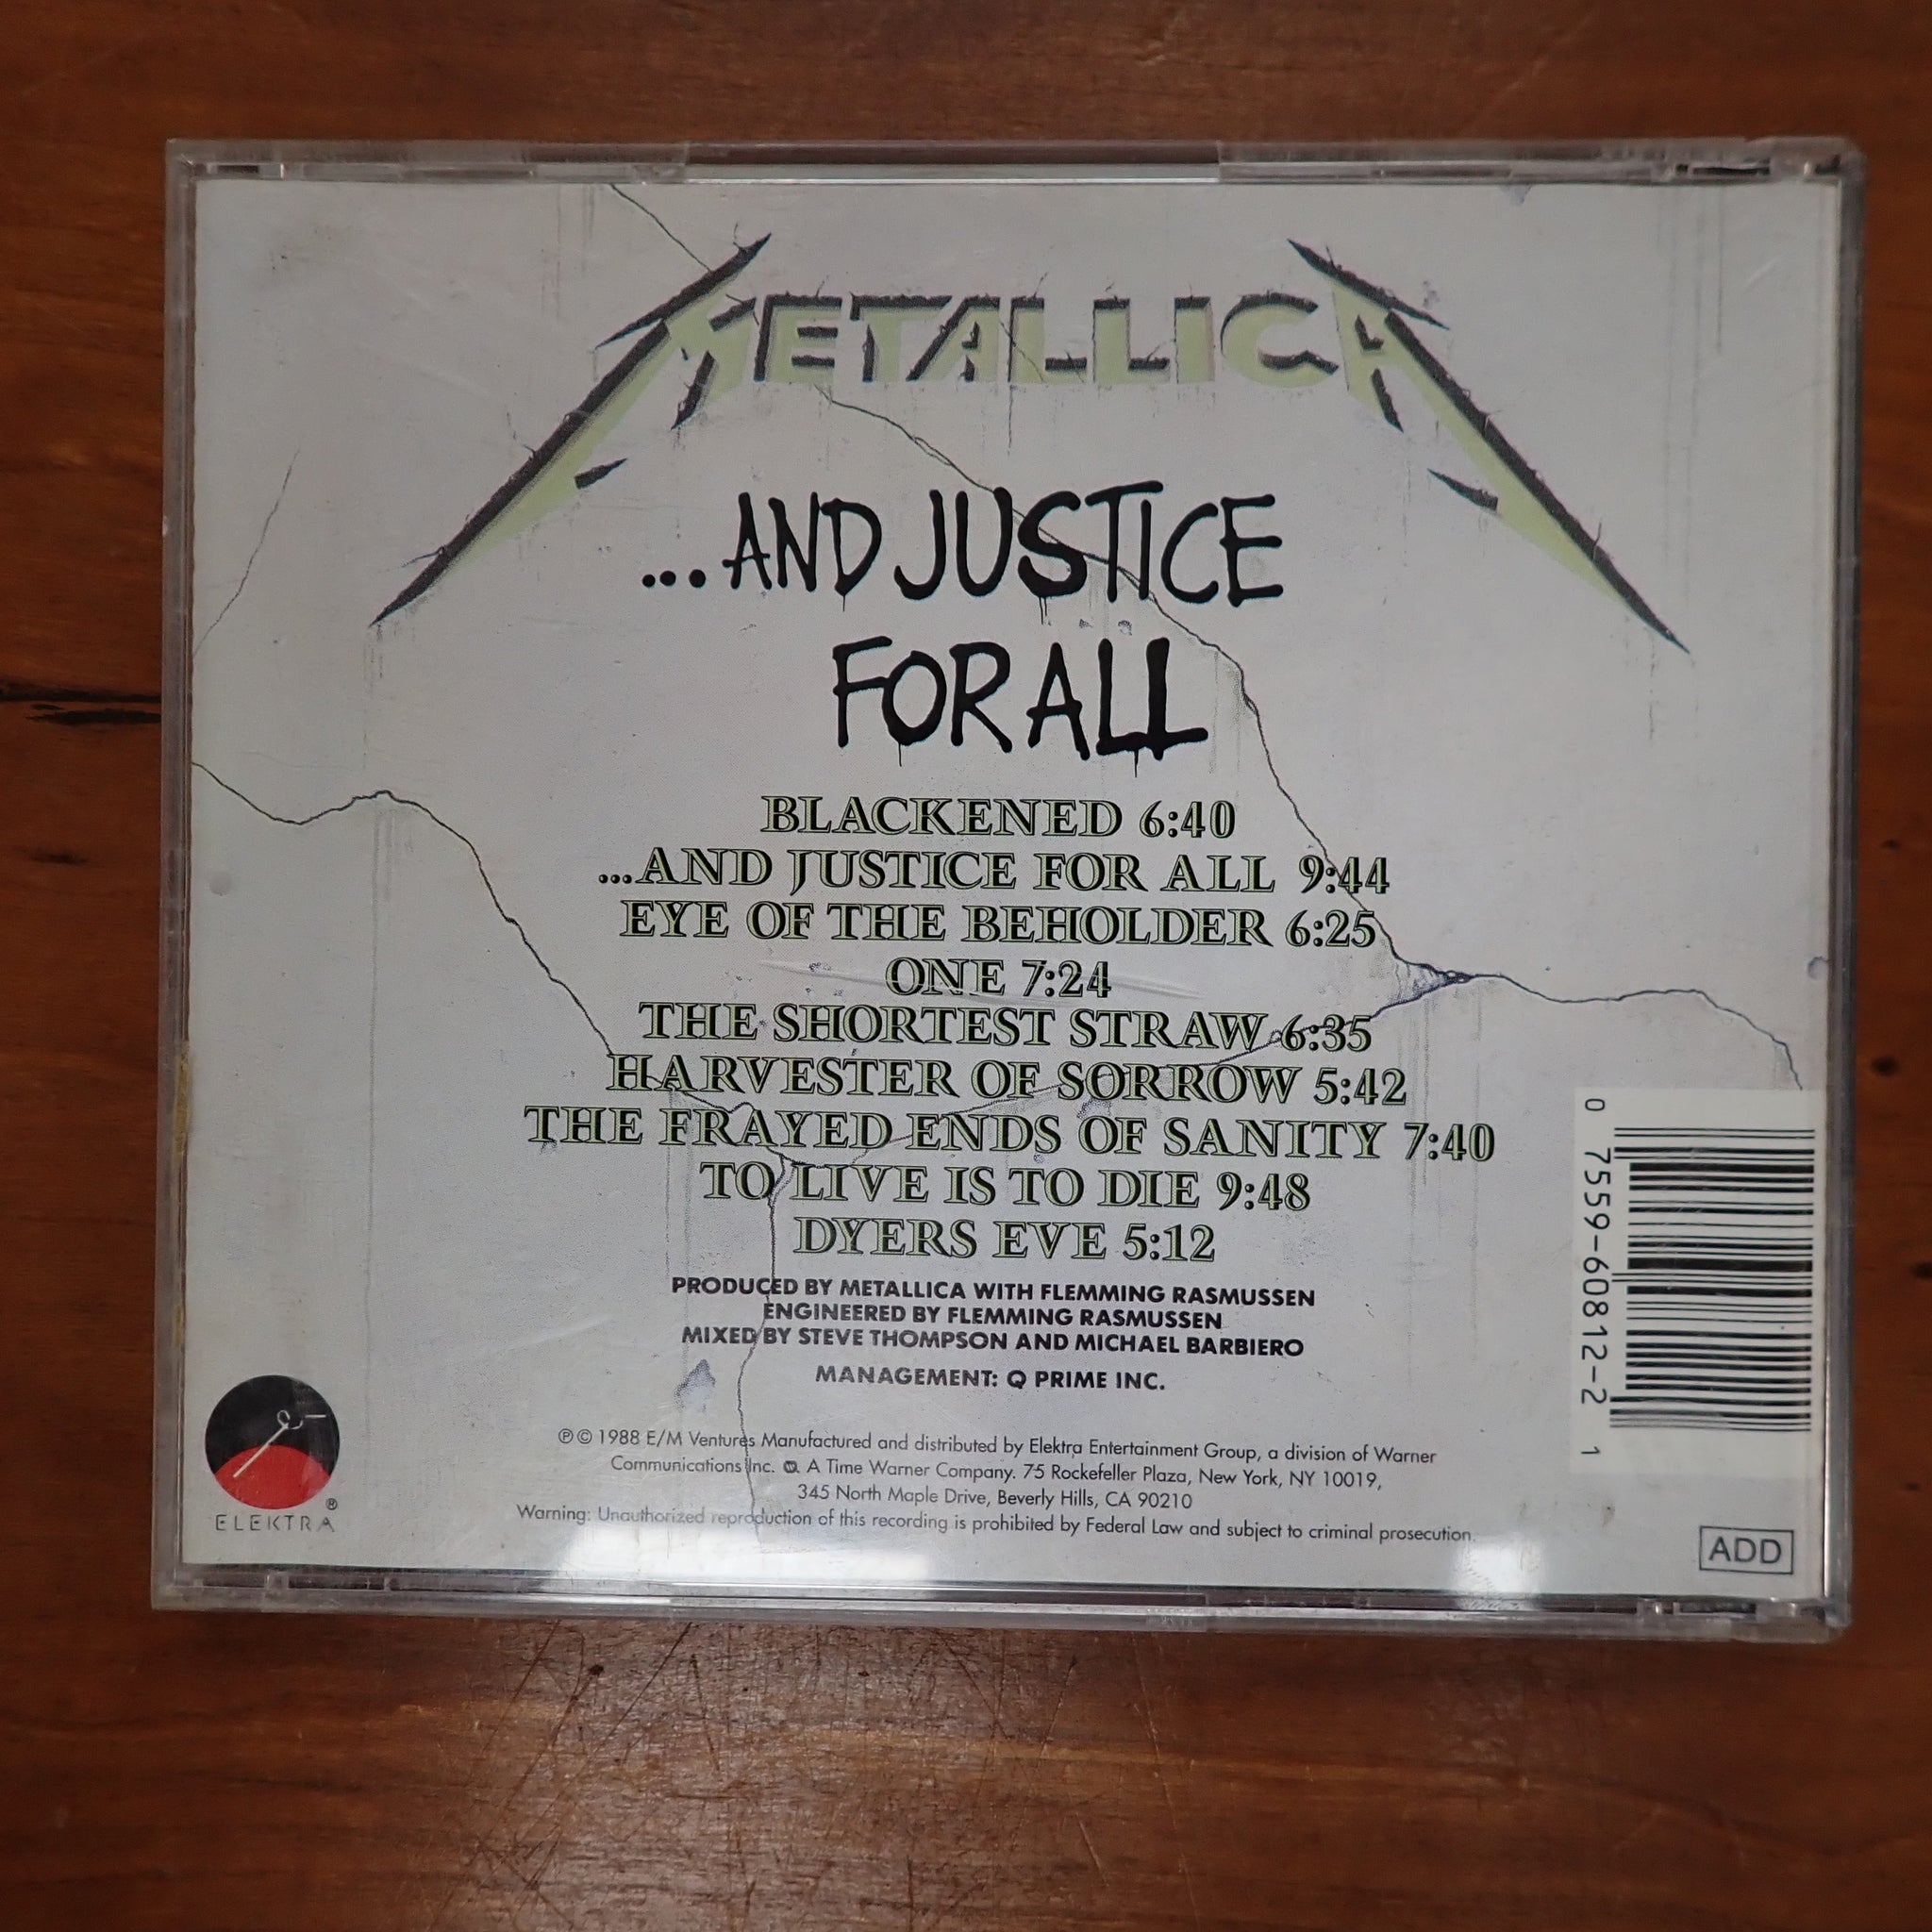 METALLICA
...AND JUSTICE
FOR ALL
BLACKENED 6:40
...AND JUSTICE FOR ALL 9:44
EYE OF THE BEHOLDER 6:25
ONE 7:24
THE SHORTEST STRAW 6:35
HARVESTER OF SORROW 5:42
THE FRAYED ENDS OF SANITY 7:40
TO LIVE IS TO DIE 9:48
DYERS EVE 5:12
PRODUCED BY METALLICA WITH FLEMMING RASMUSSEN
ENGINEERED BY FLEMMING RASMUSSEN
MIXED BY STEVE THOMPSON AND MICHAEL BARBIERO
MANAGEMENT: Q PRIME INC.
℗ © 1988 E/M Ventures Manufactured and distributed by Elektra Entertainment Group, a division of Warner
Communications Inc. A Time Warner Company. 75 Rockefeller Plaza, New York, NY 10019,
345 North Maple Drive, Beverly Hills, CA 90210
Warning: Unauthorized reproduction of this recording is prohibited by Federal Law and subject to criminal prosecution.
ELEKTRA ®
0 7559-60812-2 1
ADD